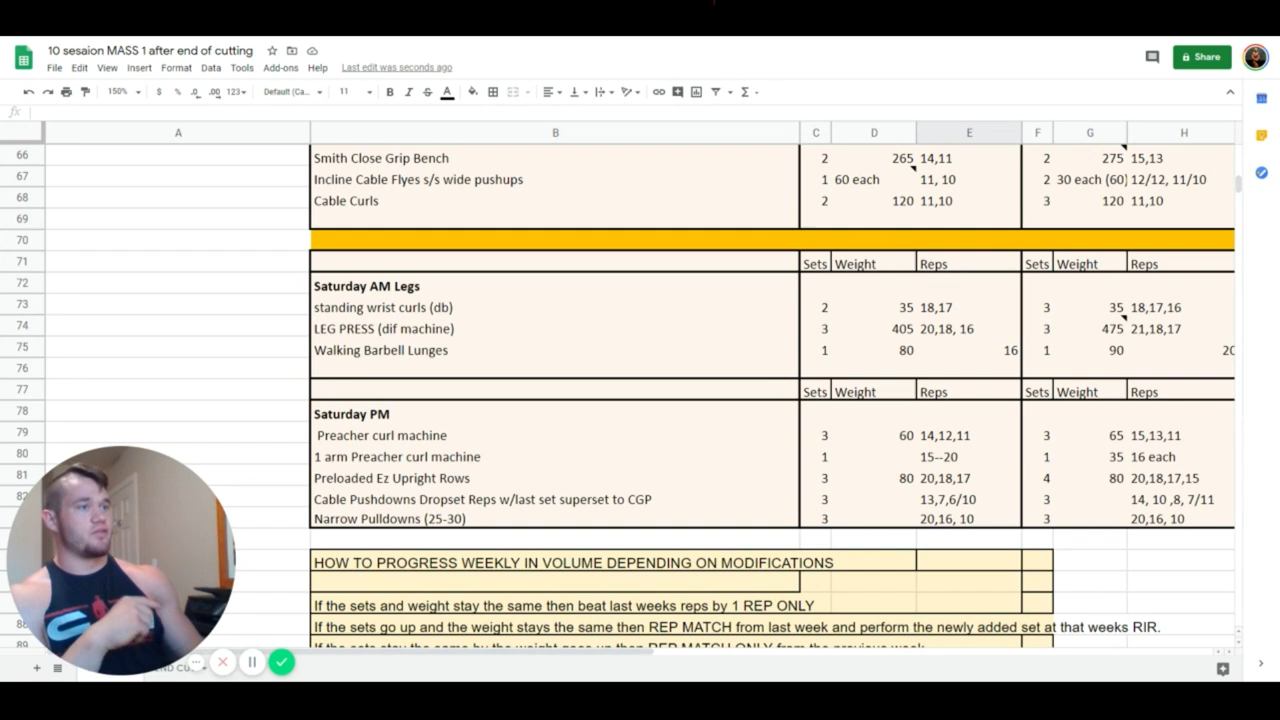 10 sesaion MASS 1 after end of cutting
File Edit View Insert Format Data Tools Add-ons Help Last edit was seconds ago
Share
150% $ % .0 .00 123 Default (Ca... 11 B I S A
fx
A B C D E F G H
66 Smith Close Grip Bench 2 265 14,11 2 275 15,13
67 Incline Cable Flyes s/s wide pushups 1 60 each 11, 10 2 30 each (60) 12/12, 11/10
68 Cable Curls 2 120 11,10 3 120 11,10
69
70
71 Sets Weight Reps Sets Weight Reps
72 Saturday AM Legs
73 standing wrist curls (db) 2 35 18,17 3 35 18,17,16
74 LEG PRESS (dif machine) 3 405 20,18, 16 3 475 21,18,17
75 Walking Barbell Lunges 1 80 16 1 90 20
76
77 Sets Weight Reps Sets Weight Reps
78 Saturday PM
79 Preacher curl machine 3 60 14,12,11 3 65 15,13,11
80 1 arm Preacher curl machine 1 15--20 1 35 16 each
81 Preloaded Ez Upright Rows 3 80 20,18,17 4 80 20,18,17,15
82 Cable Pushdowns Dropset Reps w/last set superset to CGP 3 13,7,6/10 3 14, 10 ,8, 7/11
Narrow Pulldowns (25-30) 3 20,16, 10 3 20,16, 10
HOW TO PROGRESS WEEKLY IN VOLUME DEPENDING ON MODIFICATIONS
If the sets and weight stay the same then beat last weeks reps by 1 REP ONLY
If the sets go up and the weight stays the same then REP MATCH from last week and perform the newly added set at that weeks RIR.
If the sets stay the same by the weight goes up then REP MATCH ONLY from the previous week